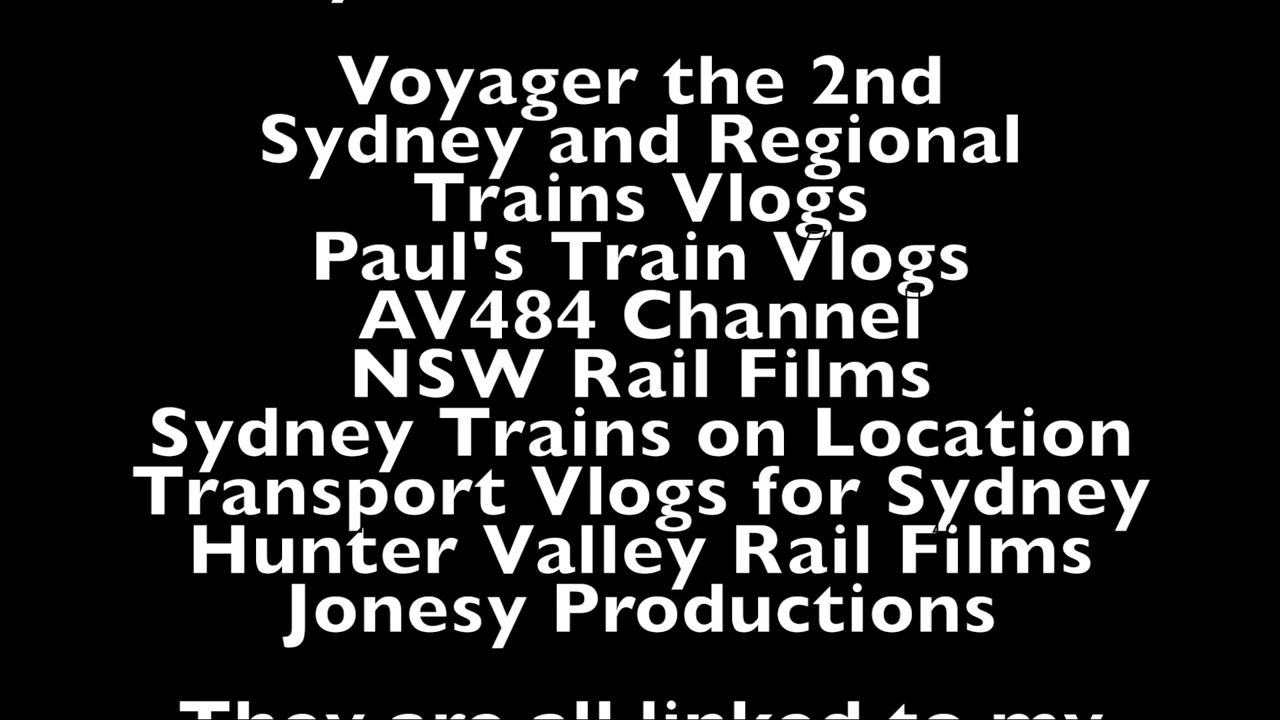 Voyager the 2nd
Sydney and Regional
Trains Vlogs
Paul's Train Vlogs
AV484 Channel
NSW Rail Films
Sydney Trains on Location
Transport Vlogs for Sydney
Hunter Valley Rail Films
Jonesy Productions
They are all linked to my